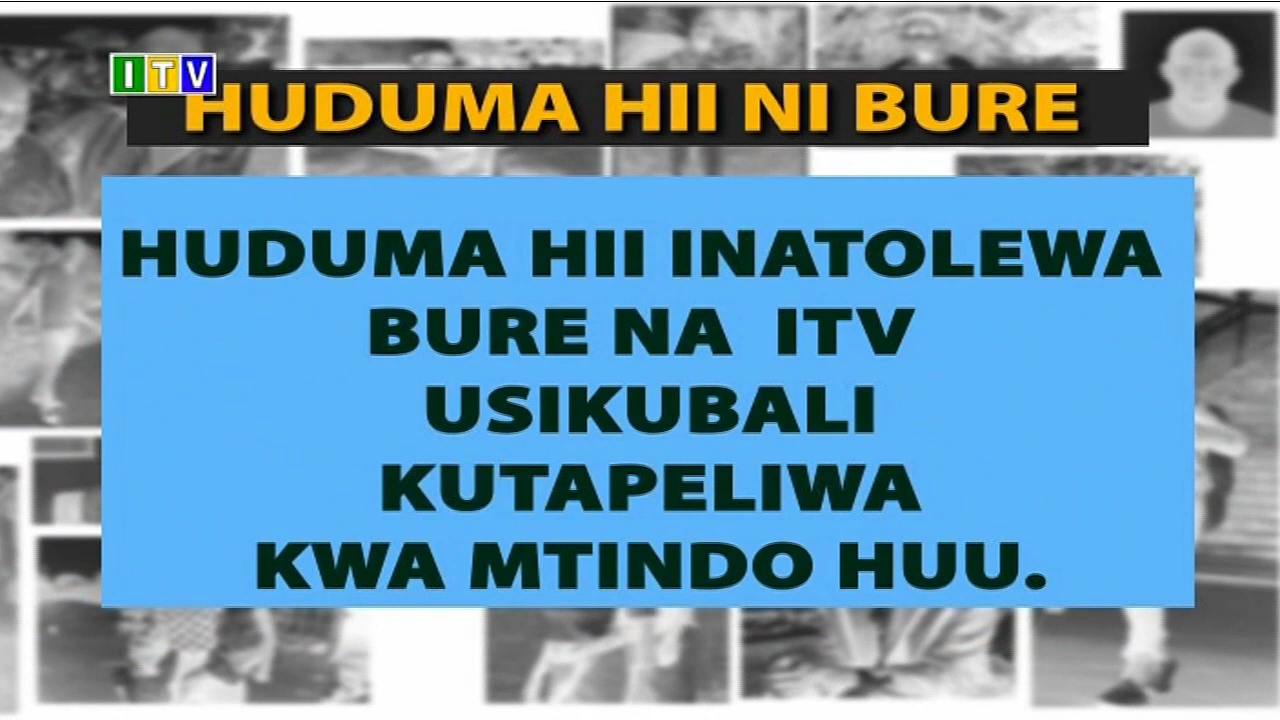 ITV
HUDUMA HII NI BURE
HUDUMA HII INATOLEWA
BURE NA ITV
USIKUBALI
KUTAPELIWA
KWA MTINDO HUU.